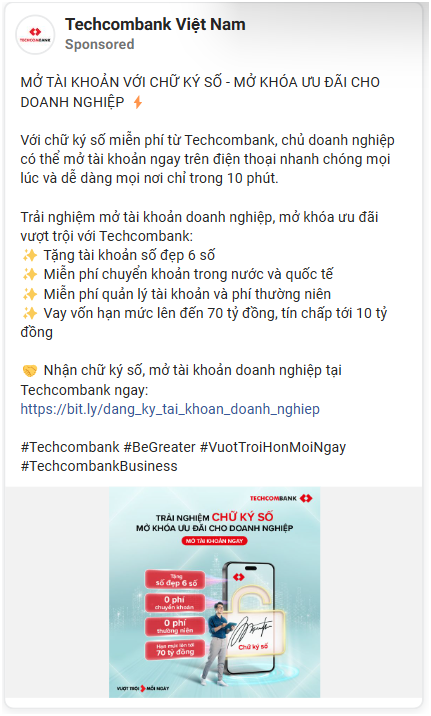 TECHCOMBANK
Techcombank Việt Nam
Sponsored
MỞ TÀI KHOẢN VỚI CHỮ KÝ SỐ - MỞ KHÓA ƯU ĐÃI CHO
DOANH NGHIỆP ⚡
Với chữ ký số miễn phí từ Techcombank, chủ doanh nghiệp
có thể mở tài khoản ngay trên điện thoại nhanh chóng mọi
lúc và dễ dàng mọi nơi chỉ trong 10 phút.
Trải nghiệm mở tài khoản doanh nghiệp, mở khóa ưu đãi
vượt trội với Techcombank:
✨ Tặng tài khoản số đẹp 6 số
✨ Miễn phí chuyển khoản trong nước và quốc tế
✨ Miễn phí quản lý tài khoản và phí thường niên
✨ Vay vốn hạn mức lên đến 70 tỷ đồng, tín chấp tới 10 tỷ
đồng
🤝 Nhận chữ ký số, mở tài khoản doanh nghiệp tại
Techcombank ngay:
https://bit.ly/dang_ky_tai_khoan_doanh_nghiep
#Techcombank #BeGreater #VuotTroiHonMoiNgay
#TechcombankBusiness
TECHCOMBANK
TRẢI NGHIỆM CHỮ KÝ SỐ
MỞ KHÓA ƯU ĐÃI CHO DOANH NGHIỆP
MỞ TÀI KHOẢN NGAY
Tặng
số đẹp 6 số
0 phí
chuyển khoản
0 phí
thường niên
Hạn mức lên tới
70 tỷ đồng
Chữ ký số
VƯỢT TRỘI MỖI NGÀY